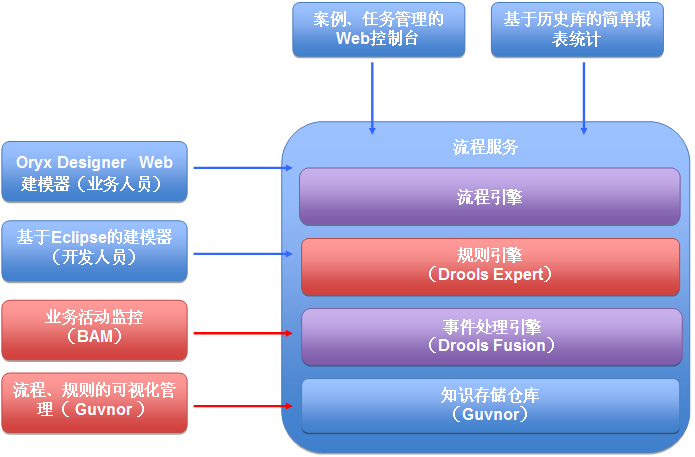 案例、任务管理的
Web控制台
基于历史库的简单报
表统计
Oryx Designer Web
建模器（业务人员）
基于Eclipse的建模器
（开发人员）
业务活动监控
（BAM）
流程、规则的可视化管
理（ Guvnor ）
流程服务
流程引擎
规则引擎
（Drools Expert）
事件处理引擎
（Drools Fusion）
知识存储仓库
（Guvnor）